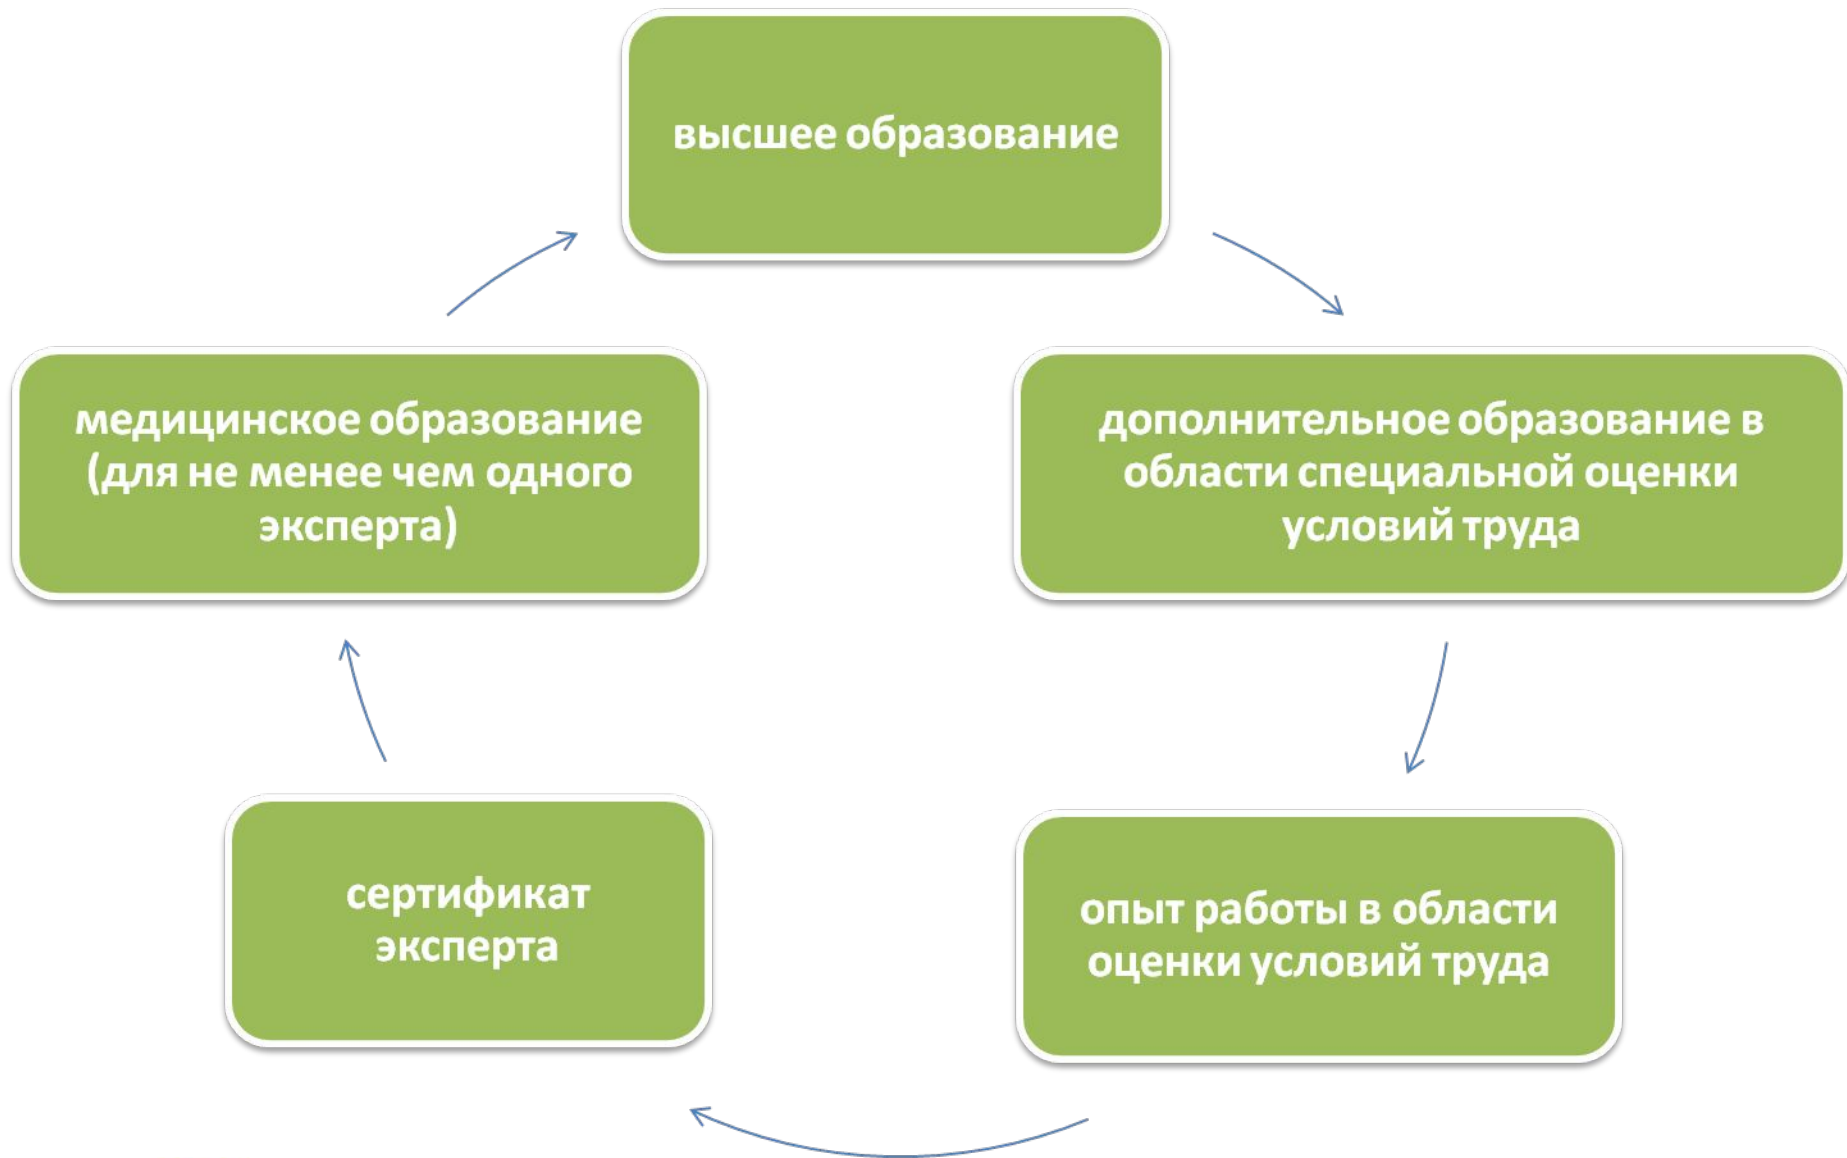 высшее образование
дополнительное образование в
области специальной оценки
условий труда
опыт работы в области
оценки условий труда
сертификат
эксперта
медицинское образование
(для не менее чем одного
эксперта)